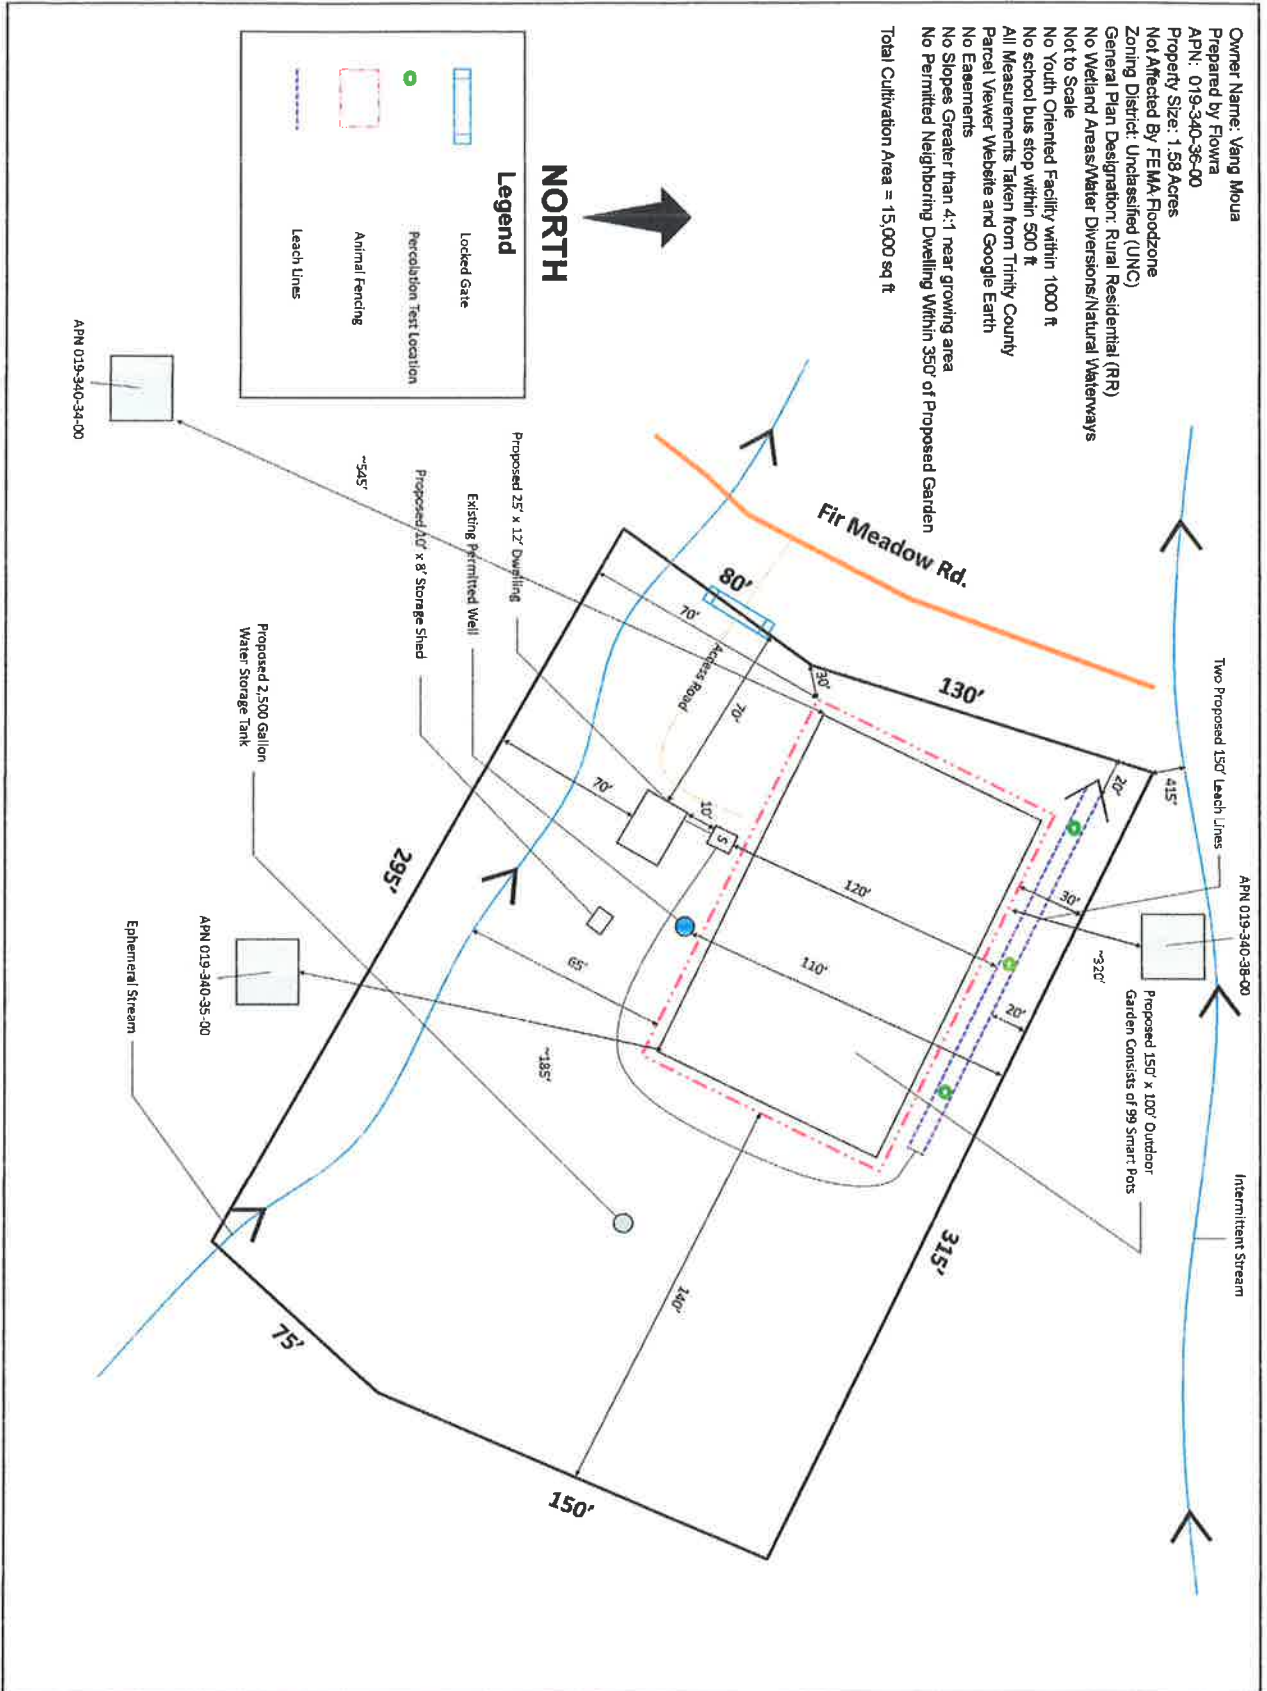 Owner Name: Vang Moua
Prepared by Flowra
APN: 019-340-36-00
Property Size: 1.58 Acres
Not Affected By FEMA Floodzone
Zoning District: Unclassified (UNC)
General Plan Designation: Rural Residential (RR)
No Wetland Areas/Water Diversions/Natural Waterways
Not to Scale
No Youth Oriented Facility within 1000 ft
No school bus stop within 500 ft
All Measurements Taken from Trinity County
Parcel Viewer Website and Google Earth
No Easements
No Slopes Greater than 4:1 near growing area
No Permitted Neighboring Dwelling Within 350' of Proposed Garden
Total Cultivation Area = 15,000 sq ft
NORTH
Legend
Locked Gate
Percolation Test Location
Animal Fencing
Leach Lines
APN 019-340-38-00
Intermittent Stream
Two Proposed 150' Leach Lines
415'
Proposed 150' x 100' Outdoor
Garden Consists of 99 Smart Pots
~320'
20'
30'
20'
Fir Meadow Rd.
130'
315'
80'
30'
70'
Access Road
70'
120'
110'
10'
S
70'
65'
140'
Proposed 25' x 12' Dwelling
Existing Permitted Well
Proposed 10' x 8' Storage Shed
~545'
~185'
295'
150'
75'
Proposed 2,500 Gallon
Water Storage Tank
APN 019-340-35-00
APN 019-340-34-00
Ephemeral Stream